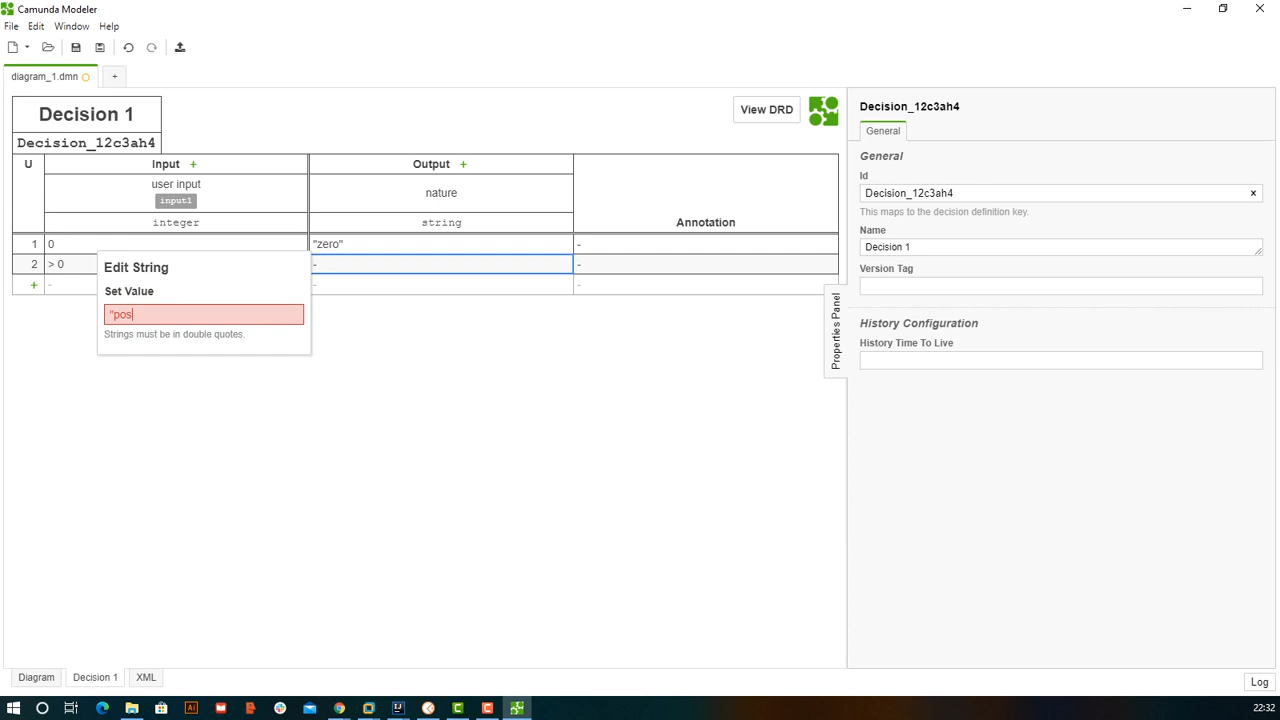 Camunda Modeler
File Edit Window Help
diagram_1.dmn +
Decision 1
Decision_12c3ah4
View DRD
U Input + Output +
user input
input1
nature
integer string Annotation
1 0 "zero" -
2 > 0 - -
+ - - -
Edit String
Set Value
"pos
Strings must be in double quotes.
Properties Panel
Decision_12c3ah4
General
General
Id
Decision_12c3ah4 ×
This maps to the decision definition key.
Name
Decision 1
Version Tag
History Configuration
History Time To Live
Diagram Decision 1 XML
Log
22:32